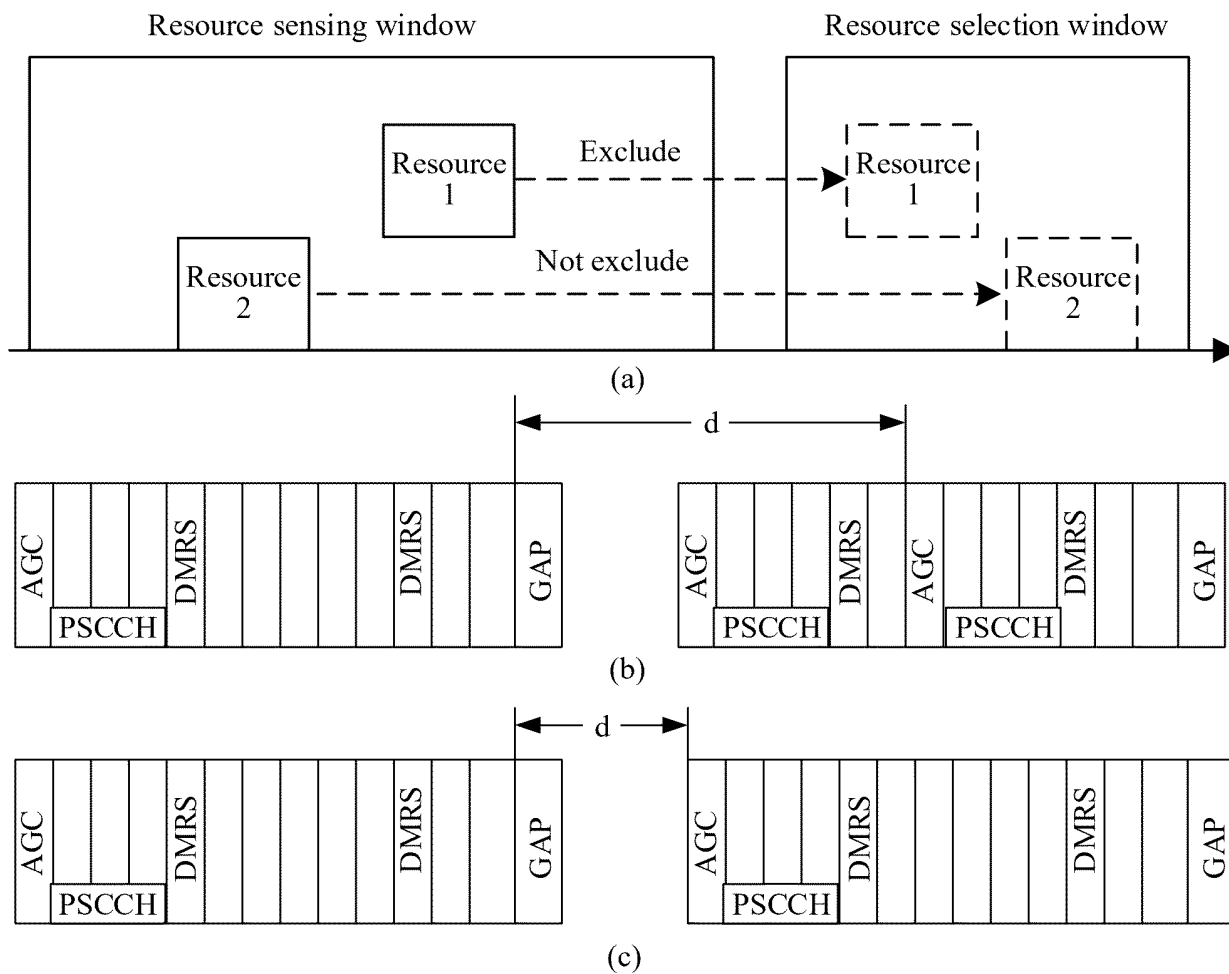 Resource sensing window
Resource selection window
Resource
1
Exclude
Resource
1
Resource
2
Not exclude
Resource
2
(a)
d
AGC
PSCCH
DMRS
DMRS
GAP
AGC
PSCCH
DMRS
AGC
PSCCH
DMRS
GAP
(b)
d
AGC
PSCCH
DMRS
DMRS
GAP
AGC
PSCCH
DMRS
DMRS
GAP
(c)